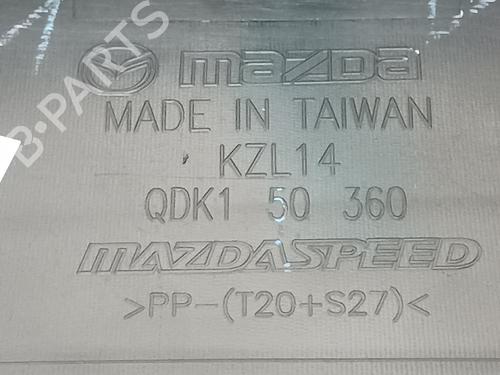 mazda
MADE IN TAIWAN
KZL14
QDK1 50 360
MAZDASPEED
>PP-(T20+S27)<
B-PARTS